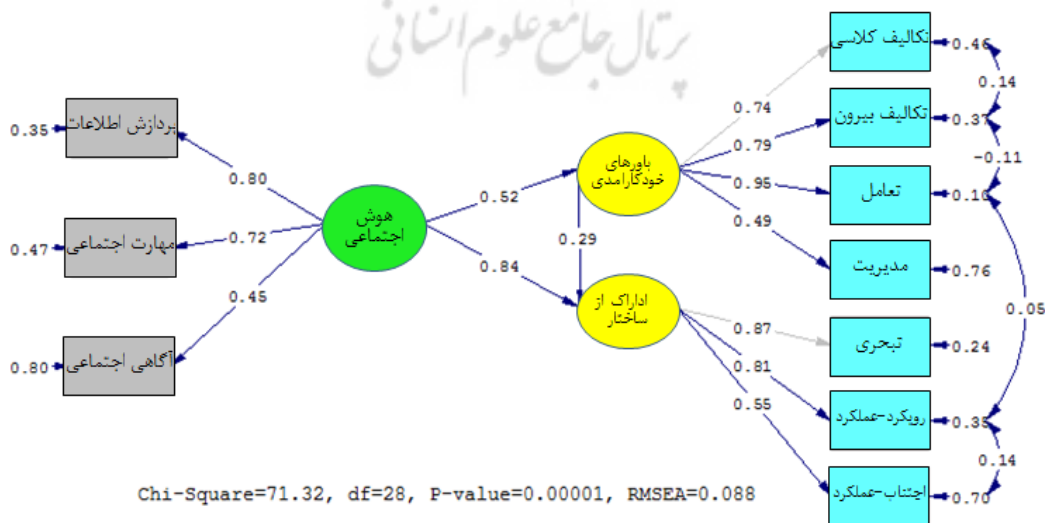 پرتال جامع علوم انسانی
تکالیف کلاسی
0.46
0.14
0.74
پردازش اطلاعات
0.35
تکالیف بیرون
0.37
0.79
-0.11
باورهای
خودکارامدی
0.80
0.52
0.95
تعامل
0.10
هوش
اجتماعی
0.49
مهارت اجتماعی
0.47
0.72
0.29
مدیریت
0.76
0.84
0.45
اداراک از
ساختار
0.05
0.87
تبحری
0.24
آگاهی اجتماعی
0.80
0.81
0.55
رویکرد-عملکرد
0.38
0.14
اجتناب-عملکرد
0.70
Chi-Square=71.32, df=28, P-value=0.00001, RMSEA=0.088